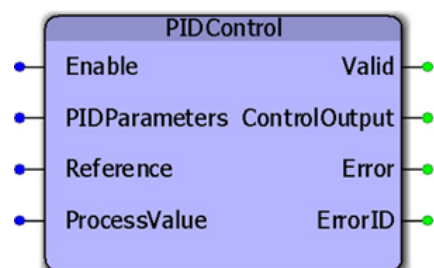 PIDControl
Enable Valid
PIDParameters ControlOutput
Reference Error
ProcessValue ErrorID